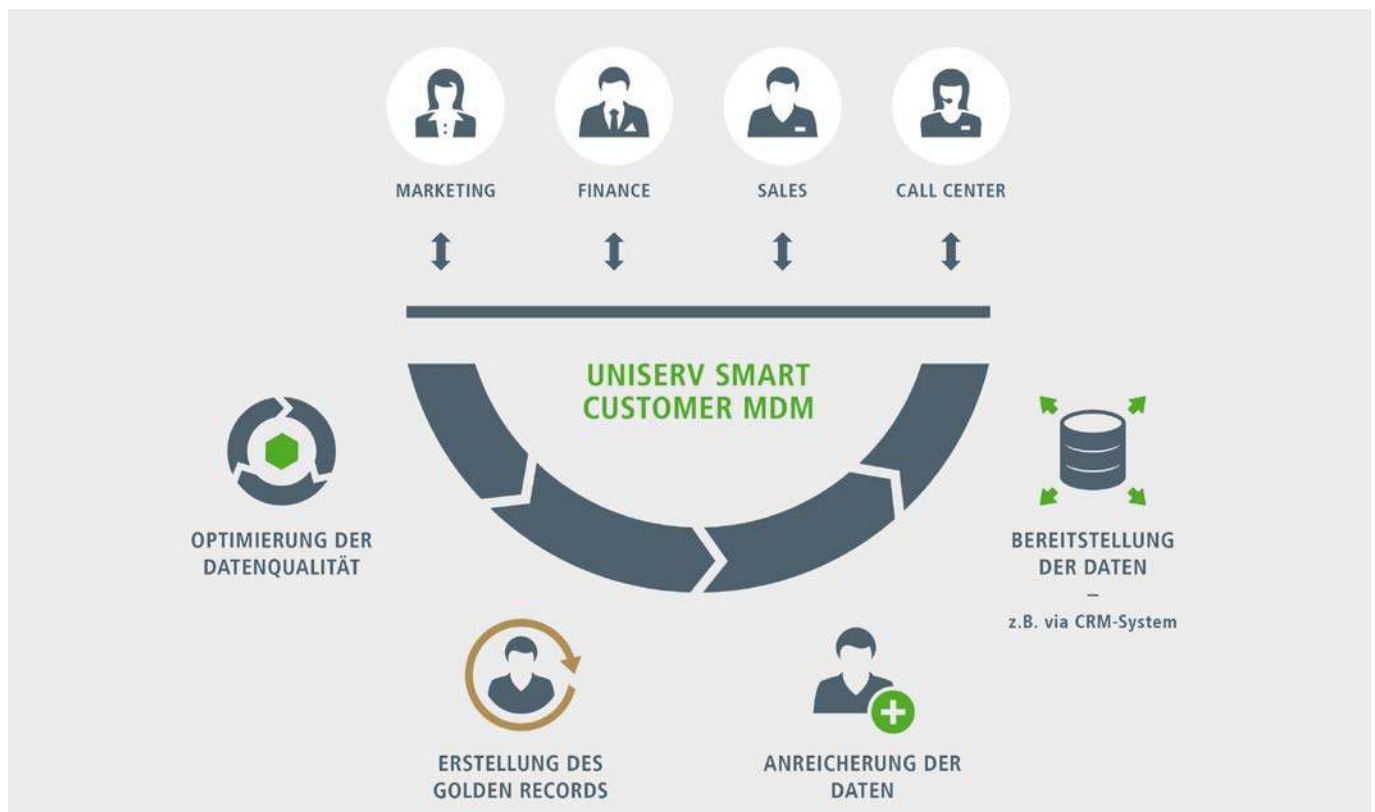 MARKETING
FINANCE
SALES
CALL CENTER
UNISERV SMART
CUSTOMER MDM
OPTIMIERUNG DER
DATENQUALITÄT
BEREITSTELLUNG
DER DATEN
–
z.B. via CRM-System
ERSTELLUNG DES
GOLDEN RECORDS
ANREICHERUNG DER
DATEN